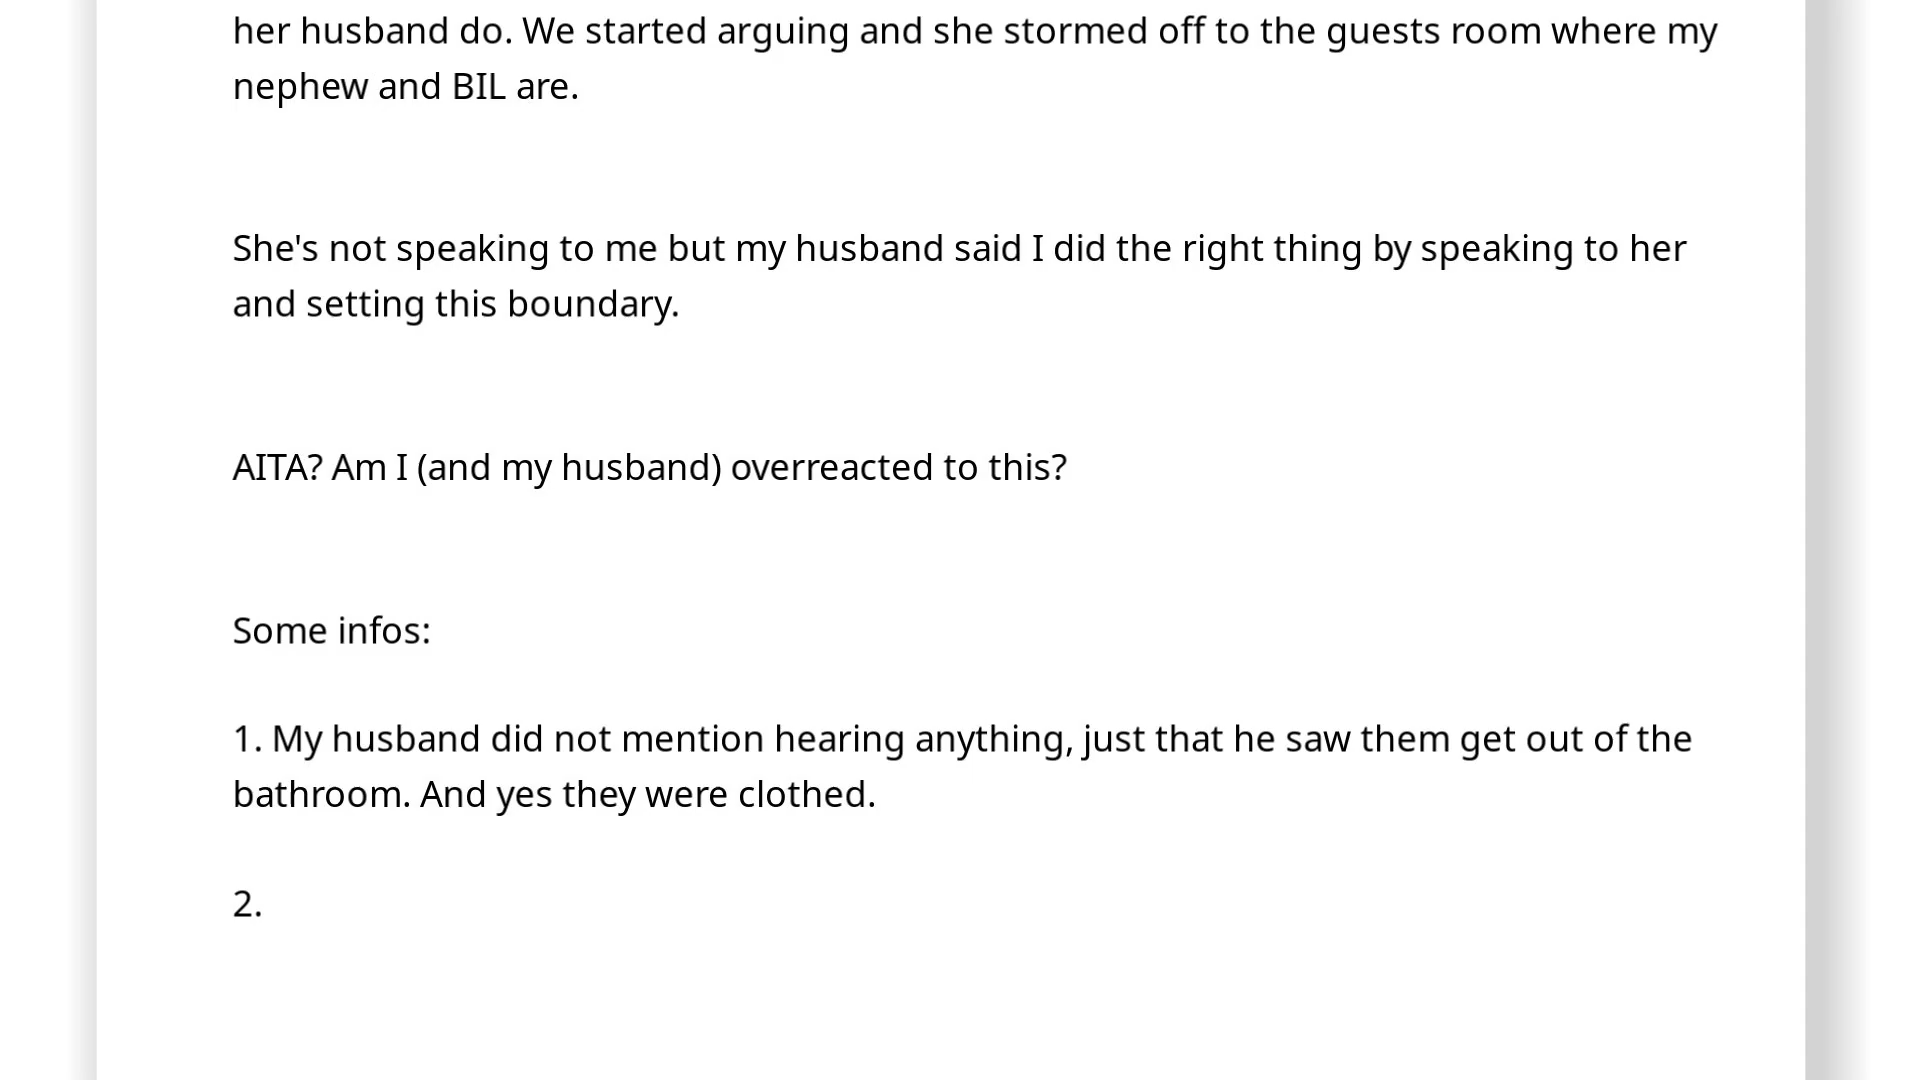 her husband do. We started arguing and she stormed off to the guests room where my
nephew and BIL are.
She's not speaking to me but my husband said I did the right thing by speaking to her
and setting this boundary.
AITA? Am I (and my husband) overreacted to this?
Some infos:
1. My husband did not mention hearing anything, just that he saw them get out of the
bathroom. And yes they were clothed.
2.